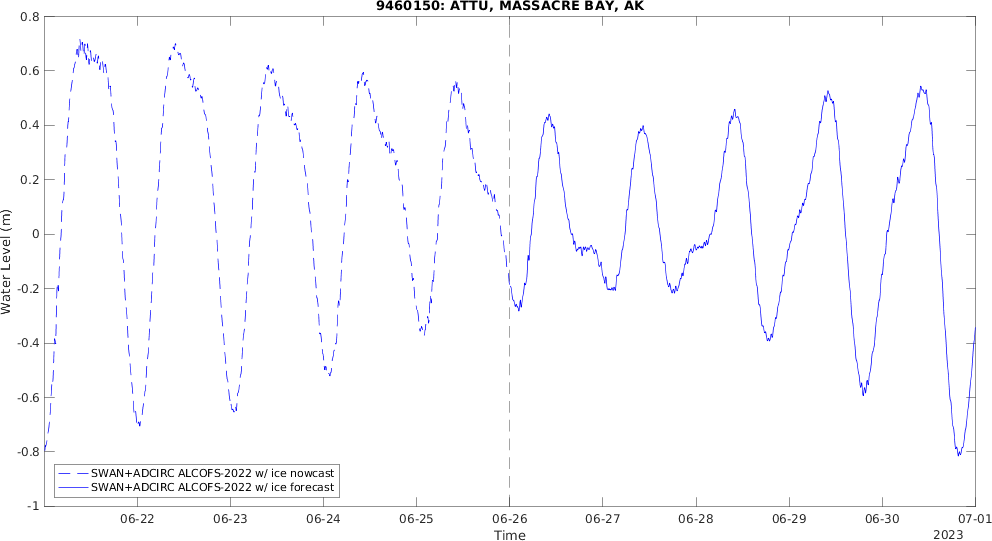 9460150: ATTU, MASSACRE BAY, AK
0.8
0.6
0.4
0.2
0
-0.2
-0.4
-0.6
-0.8
-1
Water Level (m)
SWAN+ADCIRC ALCOFS-2022 w/ ice nowcast
SWAN+ADCIRC ALCOFS-2022 w/ ice forecast
06-22 06-23 06-24 06-25 06-26 06-27 06-28 06-29 06-30 07-01
Time 2023